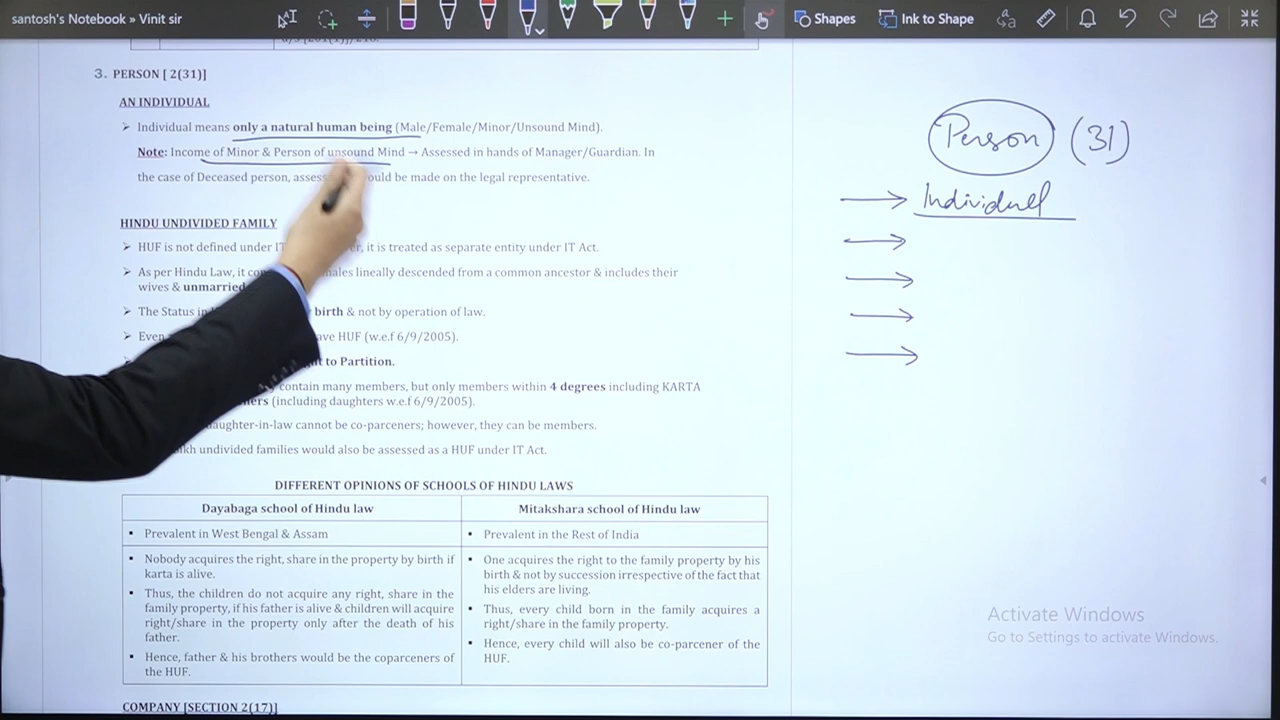 santosh's Notebook » Vinit sir
Shapes
Ink to Shape
3. PERSON [ 2(31)]
AN INDIVIDUAL
➤ Individual means only a natural human being (Male/Female/Minor/Unsound Mind).
Note: Income of Minor & Person of unsound Mind → Assessed in hands of Manager/Guardian. In
the case of Deceased person, would be made on the legal representative.
HINDU UNDIVIDED FAMILY
➤ HUF is not defined under it is treated as separate entity under IT Act.
➤ As per Hindu Law, it lineally descended from a common ancestor & includes their
wives & unmarried
➤ The Status birth & not by operation of law.
➤ Even HUF (w.e.f 6/9/2005).
to Partition.
contain many members, but only members within 4 degrees including KARTA
(including daughters w.e.f 6/9/2005).
cannot be co-parceners; however, they can be members.
undivided families would also be assessed as a HUF under IT Act.
DIFFERENT OPINIONS OF SCHOOLS OF HINDU LAWS
Dayabaga school of Hindu law
▪ Prevalent in West Bengal & Assam
▪ Nobody acquires the right, share in the property by birth if
karta is alive.
▪ Thus, the children do not acquire any right, share in the
family property, if his father is alive & children will acquire
right/share in the property only after the death of his
father.
▪ Hence, father & his brothers would be the coparceners of
the HUF.
Mitakshara school of Hindu law
▪ Prevalent in the Rest of India
▪ One acquires the right to the family property by his
birth & not by succession irrespective of the fact that
his elders are living.
▪ Thus, every child born in the family acquires a
right/share in the family property.
▪ Hence, every child will also be co-parcener of the
HUF.
COMPANY [SECTION 2(17)]
Person (31)
→ Individual
→
→
→
→
Activate Windows
Go to Settings to activate Windows.